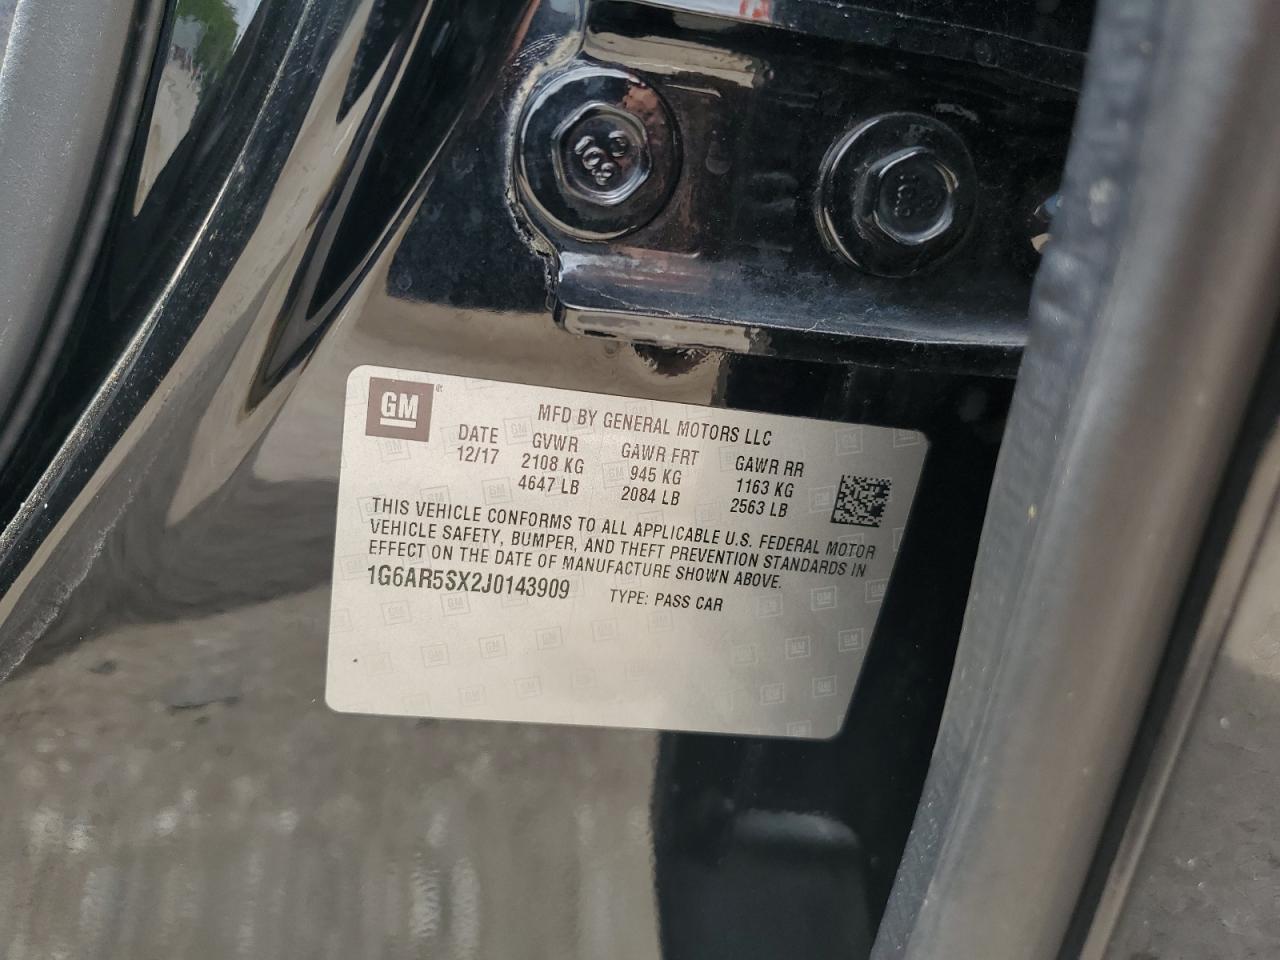 GM
MFD BY GENERAL MOTORS LLC
DATE GVWR GAWR FRT GAWR RR
12/17 2108 KG 945 KG 1163 KG
4647 LB 2084 LB 2563 LB
THIS VEHICLE CONFORMS TO ALL APPLICABLE U.S. FEDERAL MOTOR
VEHICLE SAFETY, BUMPER, AND THEFT PREVENTION STANDARDS IN
EFFECT ON THE DATE OF MANUFACTURE SHOWN ABOVE.
1G6AR5SX2J0143909 TYPE: PASS CAR